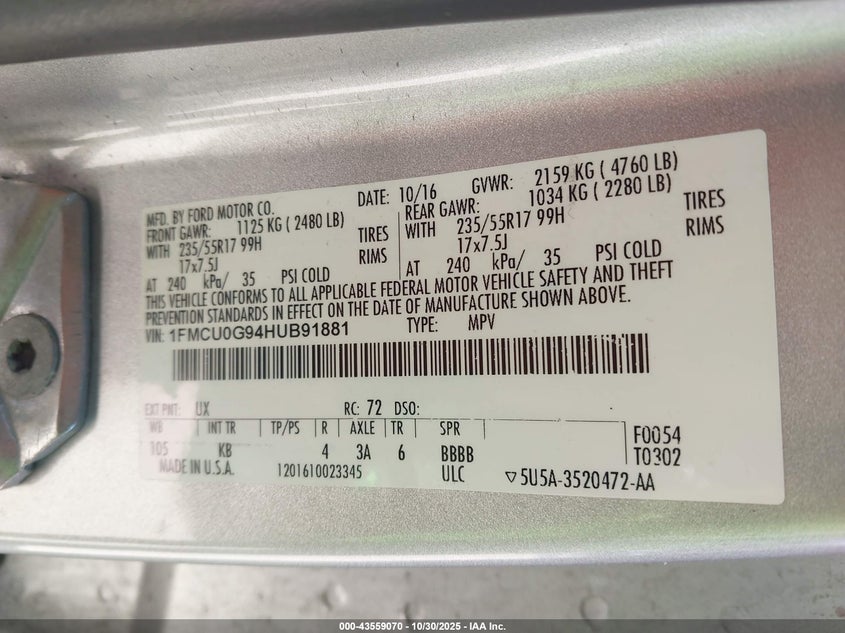 MFD. BY FORD MOTOR CO. DATE: 10/16 GVWR: 2159 KG ( 4760 LB)
FRONT GAWR: 1125 KG ( 2480 LB) REAR GAWR: 1034 KG ( 2280 LB)
WITH 235/55R17 99H TIRES WITH 235/55R17 99H TIRES
17x7.5J RIMS 17x7.5J RIMS
AT 240 kPa/ 35 PSI COLD AT 240 kPa/ 35 PSI COLD
THIS VEHICLE CONFORMS TO ALL APPLICABLE FEDERAL MOTOR VEHICLE SAFETY AND THEFT
PREVENTION STANDARDS IN EFFECT ON THE DATE OF MANUFACTURE SHOWN ABOVE.
VIN: 1FMCU0G94HUB91881 TYPE: MPV
EXT PNT: UX RC: 72 DSO:
WB INT TR TP/PS R AXLE TR SPR F0054
105 KB 4 3A 6 BBBB T0302
MADE IN U.S.A. 1201610023345 ULC ▽5U5A-3520472-AA
000-43559070 - 10/30/2025 - IAA Inc.